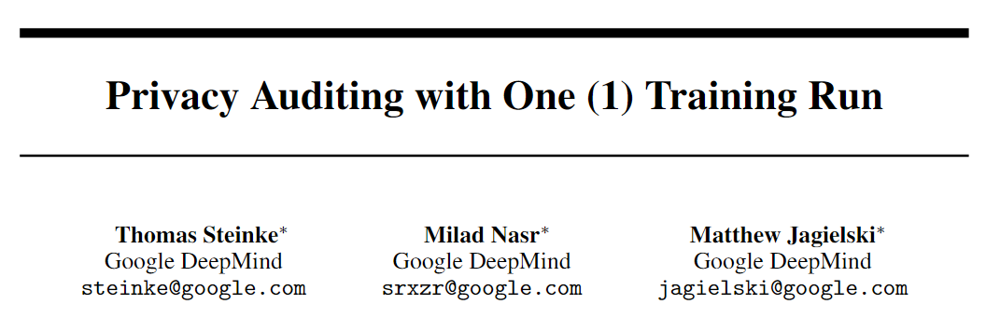 Privacy Auditing with One (1) Training Run
Thomas Steinke* Milad Nasr* Matthew Jagielski*
Google DeepMind Google DeepMind Google DeepMind
steinke@google.com srxzr@google.com jagielski@google.com